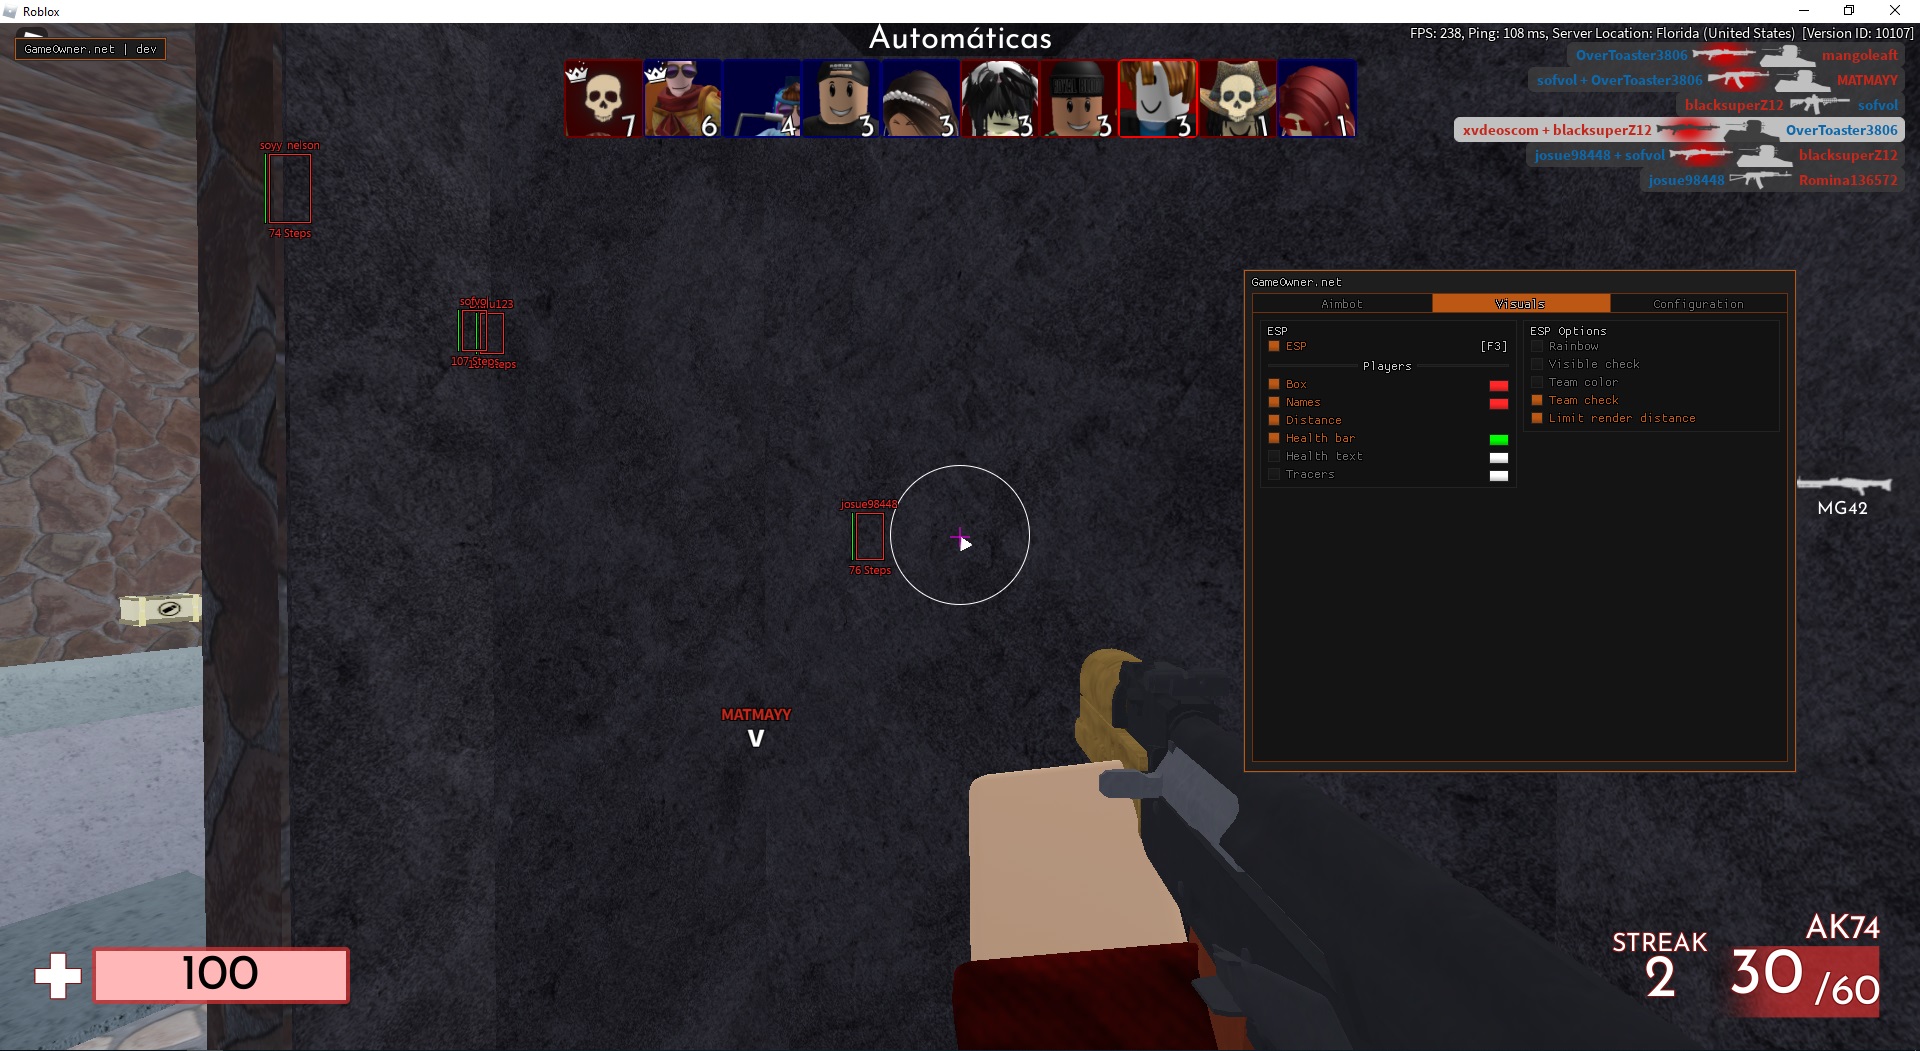 Roblox
GameOwner.net | dev
Automáticas
FPS: 238, Ping: 108 ms, Server Location: Florida (United States) [Version ID: 10107]
7 6 4 3 3 3 3 3 1 1
OverToaster3806 mangoleaft
sofvol + OverToaster3806 MATMAYY
blacksuperZ12 sofvol
xvdeoscom + blacksuperZ12 OverToaster3806
josue98448 + sofvol blacksuperZ12
josue98448 Romina136572
soyy_nelson
74 Steps
sofvol
107 Steps
josue98448
76 Steps
MATMAYY
V
GameOwner.net
Aimbot Visuals Configuration
ESP
ESP [F3]
Players
Box
Names
Distance
Health bar
Health text
Tracers
ESP Options
Rainbow
Visible check
Team color
Team check
Limit render distance
MG42
100
STREAK
2
AK74
30 /60